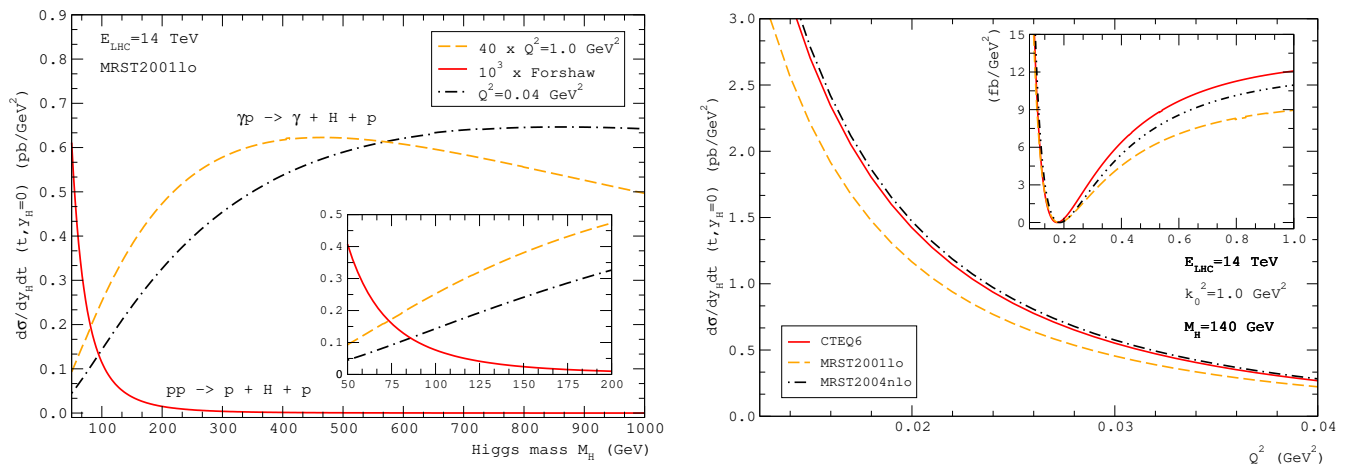 E_LHC=14 TeV
MRST2001lo
40 x Q²=1.0 GeV²
10³ x Forshaw
Q²=0.04 GeV²
γp -> γ + H + p
pp -> p + H + p
dσ/dy_Hdt (t,y_H=0) (pb/GeV²)
0.9
0.8
0.7
0.6
0.5
0.4
0.3
0.2
0.1
0.0
100 200 300 400 500 600 700 800 900 1000
Higgs mass M_H (GeV)
0.5
0.4
0.3
0.2
0.1
0
50 75 100 125 150 175 200
dσ/dy_Hdt (t,y_H=0) (pb/GeV²)
3.0
2.5
2.0
1.5
1.0
0.5
0.0
0.02 0.03 0.04
Q² (GeV²)
(fb/GeV²)
15
12
9
6
3
0
0.2 0.4 0.6 0.8 1.0
E_LHC=14 TeV
k_0²=1.0 GeV²
M_H=140 GeV
CTEQ6
MRST2001lo
MRST2004nlo